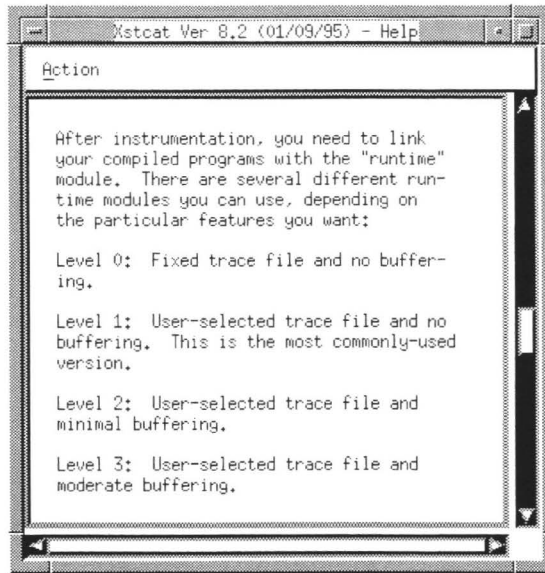 Xstcat Ver 8.2 (01/09/95) - Help
Action
After instrumentation, you need to link
your compiled programs with the "runtime"
module.  There are several different run-
time modules you can use, depending on
the particular features you want:
Level 0:  Fixed trace file and no buffer-
ing.
Level 1:  User-selected trace file and no
buffering.  This is the most commonly-used
version.
Level 2:  User-selected trace file and
minimal buffering.
Level 3:  User-selected trace file and
moderate buffering.